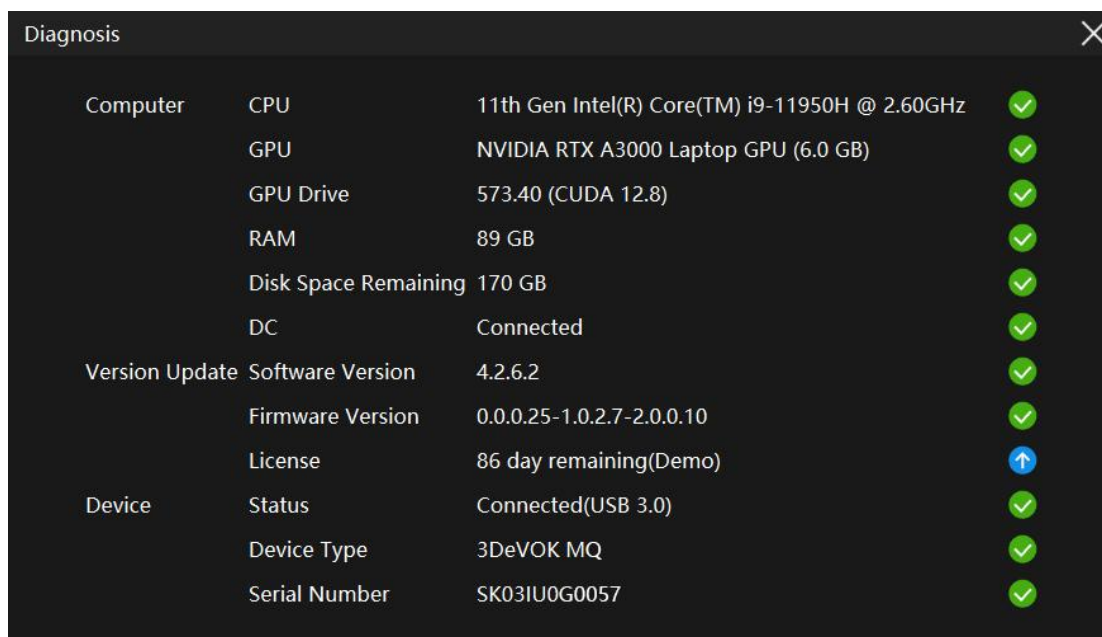 Diagnosis
Computer CPU 11th Gen Intel(R) Core(TM) i9-11950H @ 2.60GHz
GPU NVIDIA RTX A3000 Laptop GPU (6.0 GB)
GPU Drive 573.40 (CUDA 12.8)
RAM 89 GB
Disk Space Remaining 170 GB
DC Connected
Version Update Software Version 4.2.6.2
Firmware Version 0.0.0.25-1.0.2.7-2.0.0.10
License 86 day remaining(Demo)
Device Status Connected(USB 3.0)
Device Type 3DeVOK MQ
Serial Number SK03IU0G0057